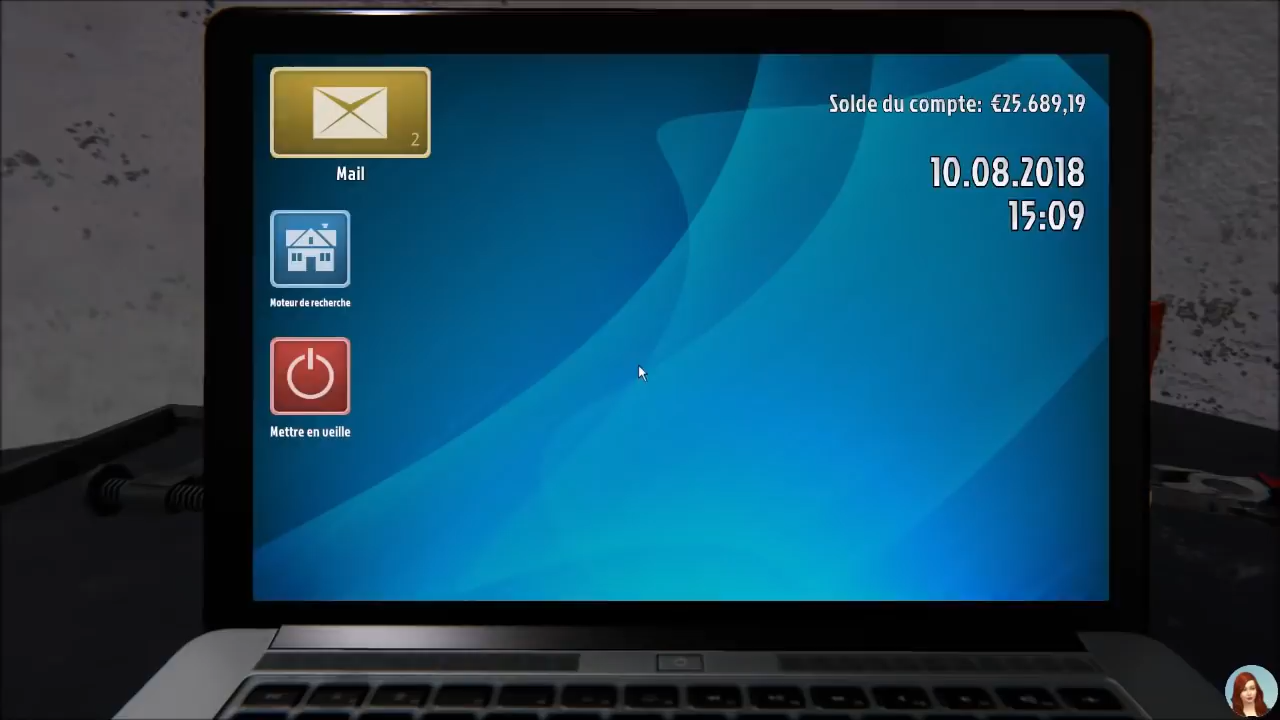 Solde du compte: €25.689,19
2
Mail
10.08.2018
15:09
Moteur de recherche
Mettre en veille